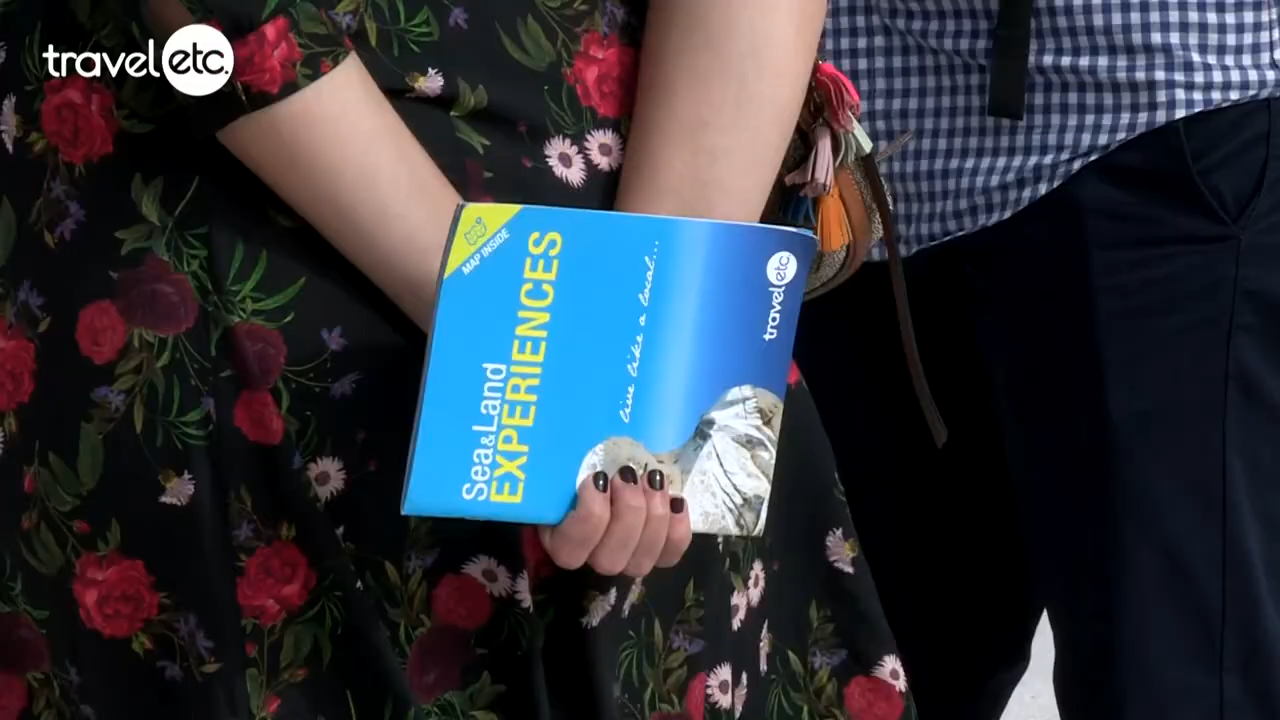 travel etc.
MAP INSIDE
Sea&Land
EXPERIENCES
live like a local...
travel etc.